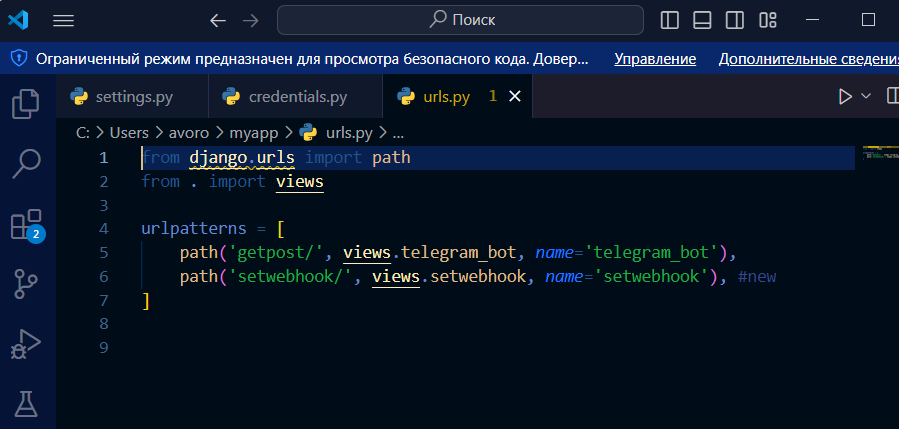 Поиск
Ограниченный режим предназначен для просмотра безопасного кода. Довер... Управление Дополнительные сведения
settings.py credentials.py urls.py 1
C: > Users > avoro > myapp > urls.py > ...
1 from django.urls import path
2 from . import views
3
4 urlpatterns = [
5 path('getpost/', views.telegram_bot, name='telegram_bot'),
6 path('setwebhook/', views.setwebhook, name='setwebhook'), #new
7 ]
8
9
2